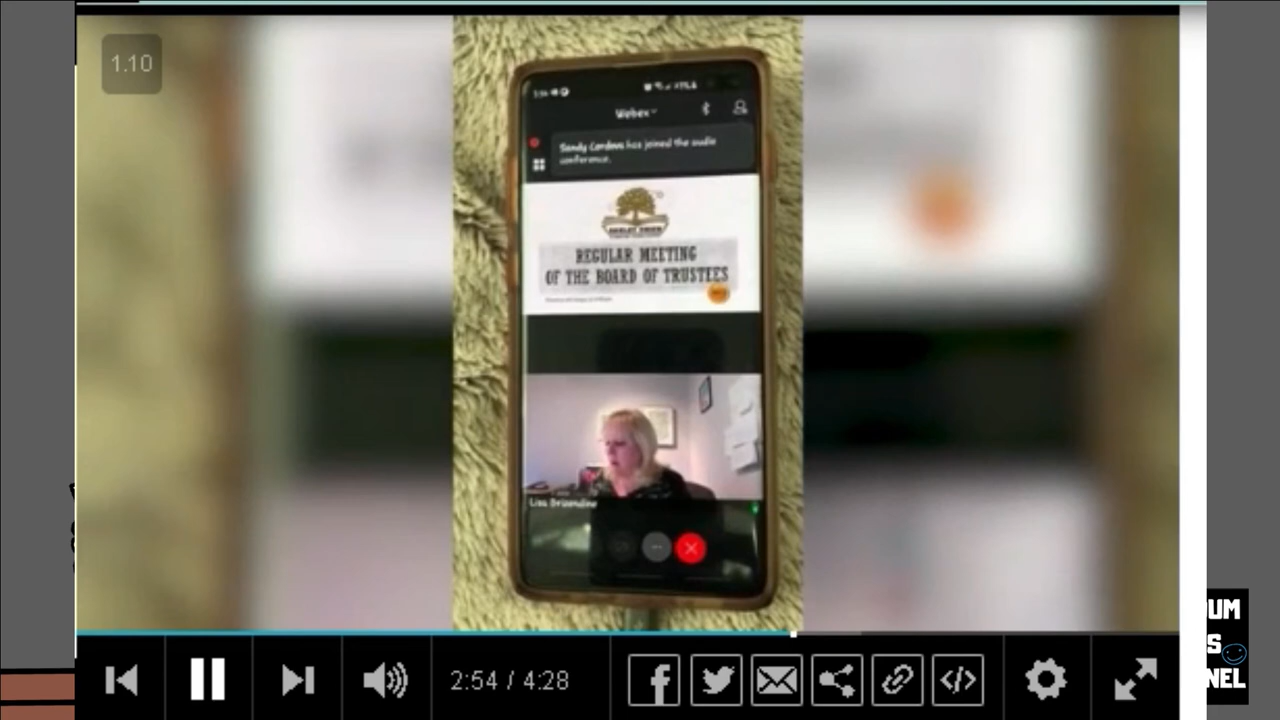 1.10
Webex
Sandy Cordova has joined the audio
conference.
REGULAR MEETING
OF THE BOARD OF TRUSTEES
2:54 / 4:28
UM
S
NEL